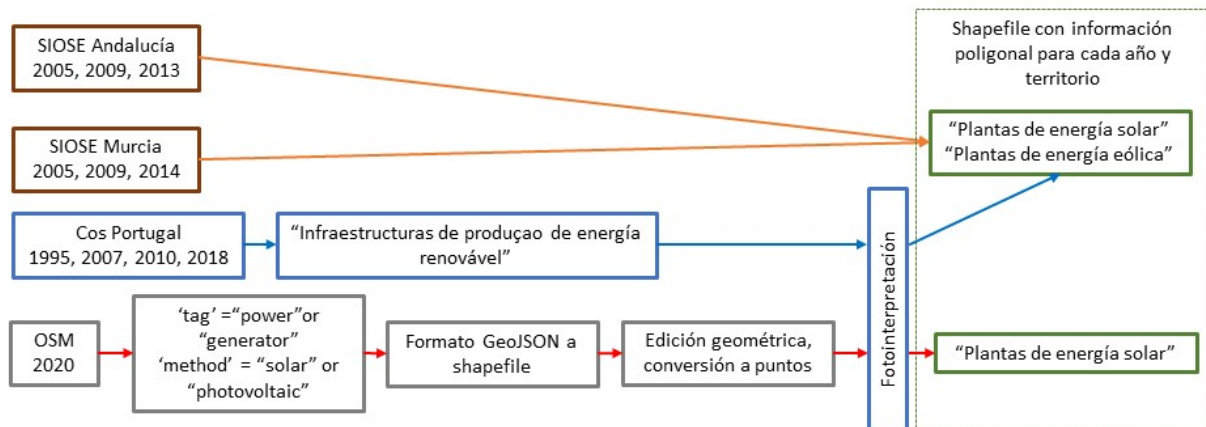 SIOSE Andalucía
2005, 2009, 2013
Shapefile con información
poligonal para cada año y
territorio
SIOSE Murcia
2005, 2009, 2014
“Plantas de energía solar”
“Plantas de energía eólica”
Cos Portugal
1995, 2007, 2010, 2018
“Infraestructuras de produçao de energía
renovável”
Fotointerpretación
OSM
2020
‘tag’ =“power”or
“generator”
‘method’ = “solar” or
“photovoltaic”
Formato GeoJSON a
shapefile
Edición geométrica,
conversión a puntos
“Plantas de energía solar”